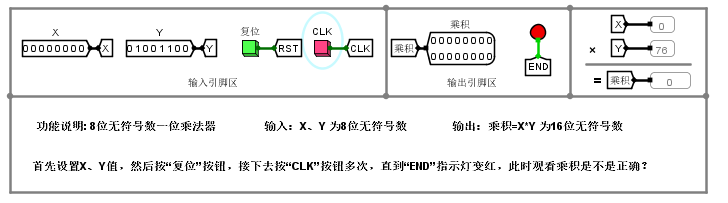 X Y 复位 CLK 乘积 X 0
00000000 X 01001100 Y RST CLK 乘积 00000000 00000000 END × Y 76
输入引脚区 输出引脚区 = 乘积 0
功能说明: 8位无符号数一位乘法器 输入：X、Y 为8位无符号数 输出：乘积=X*Y 为16位无符号数
首先设置X、Y值，然后按“复位”按钮，接下去按“CLK”按钮多次，直到“END”指示灯变红，此时观看乘积是不是正确？